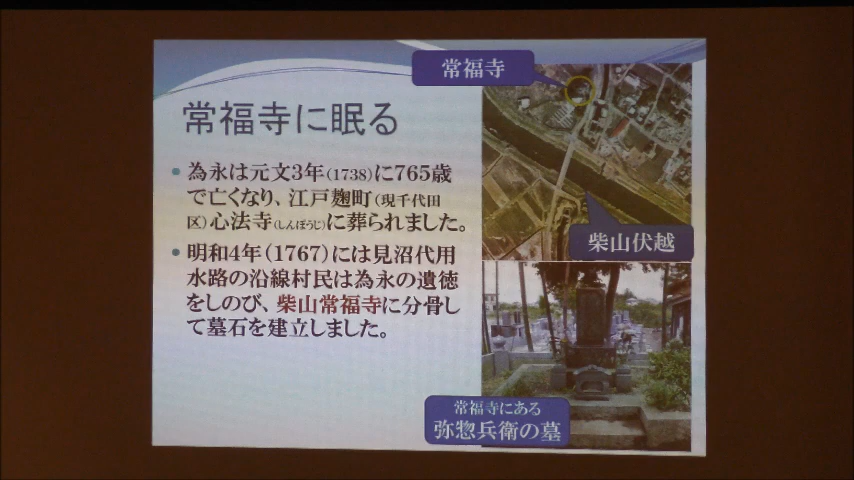 常福寺
常福寺に眠る
・為永は元文3年(1738)に765歳
で亡くなり、江戸麹町(現千代田
区)心法寺(しんぽうじ)に葬られました。
・明和4年(1767)には見沼代用
水路の沿線村民は為永の遺徳
をしのび、柴山常福寺に分骨し
て墓石を建立しました。
柴山伏越
常福寺にある
弥惣兵衛の墓